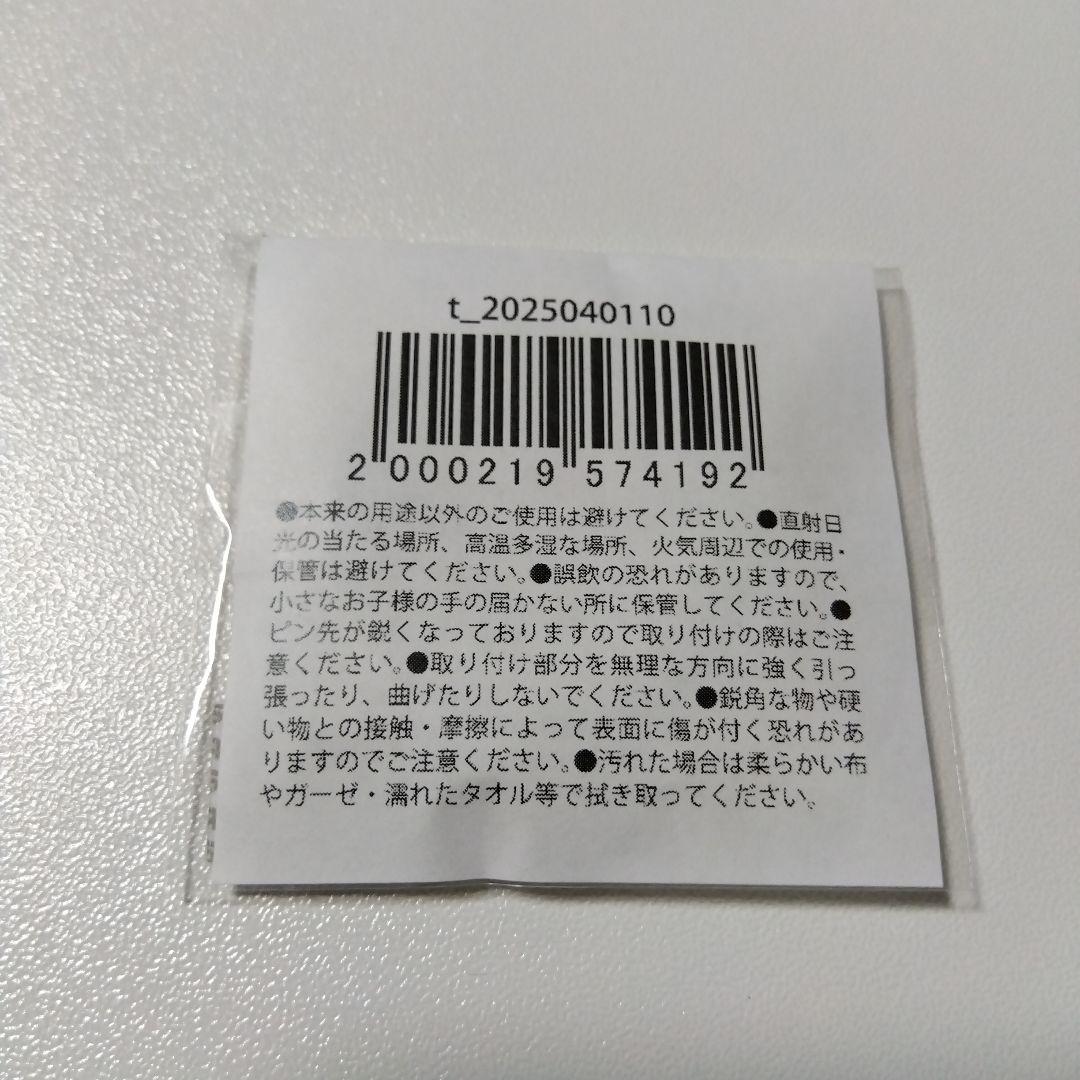 t_2025040110
2 000219 574192
●本来の用途以外のご使用は避けてください。●直射日
光の当たる場所、高温多湿な場所、火気周辺での使用・
保管は避けてください。●誤飲の恐れがありますので、
小さなお子様の手の届かない所に保管してください。●
ピン先が鋭くなっておりますので取り付けの際はご注
意ください。●取り付け部分を無理な方向に強く引っ
張ったり、曲げたりしないでください。●鋭角な物や硬
い物との接触・摩擦によって表面に傷が付く恐れがあ
りますのでご注意ください。●汚れた場合は柔らかい布
やガーゼ・濡れたタオル等で拭き取ってください。